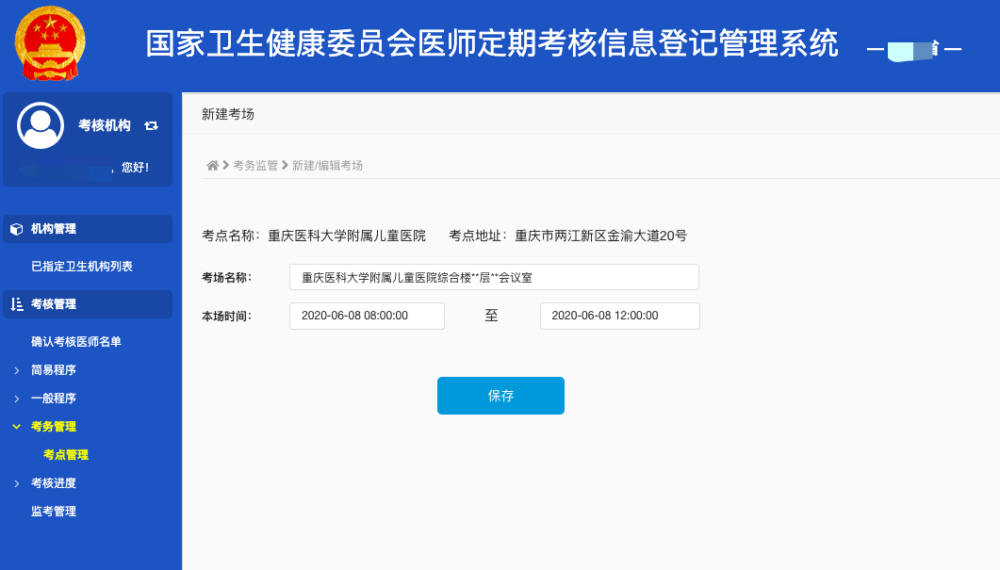 国家卫生健康委员会医师定期考核信息登记管理系统
考核机构
，您好！
机构管理
已指定卫生机构列表
考核管理
确认考核医师名单
简易程序
一般程序
考务管理
考点管理
考核进度
监考管理
新建考场
考务监管 新建/编辑考场
考点名称：重庆医科大学附属儿童医院 考点地址：重庆市两江新区金渝大道20号
考场名称： 重庆医科大学附属儿童医院综合楼**层**会议室
本场时间： 2020-06-08 08:00:00 至 2020-06-08 12:00:00
保存